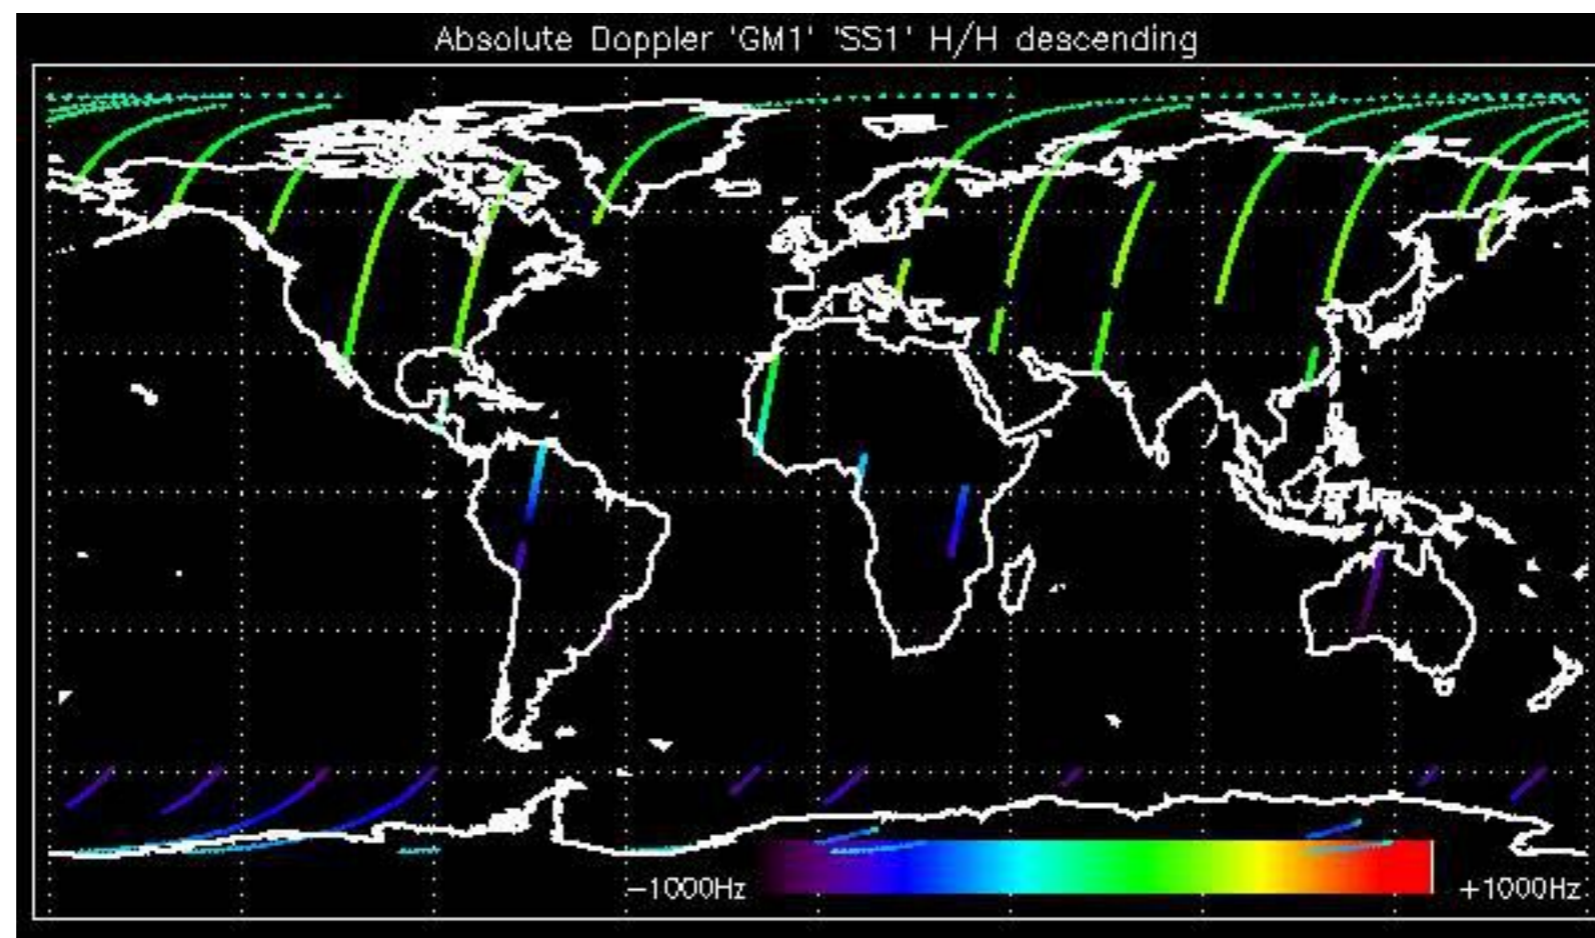 Absolute Doppler 'GM1' 'SS1' H/H descending
−1000Hz
+1000Hz